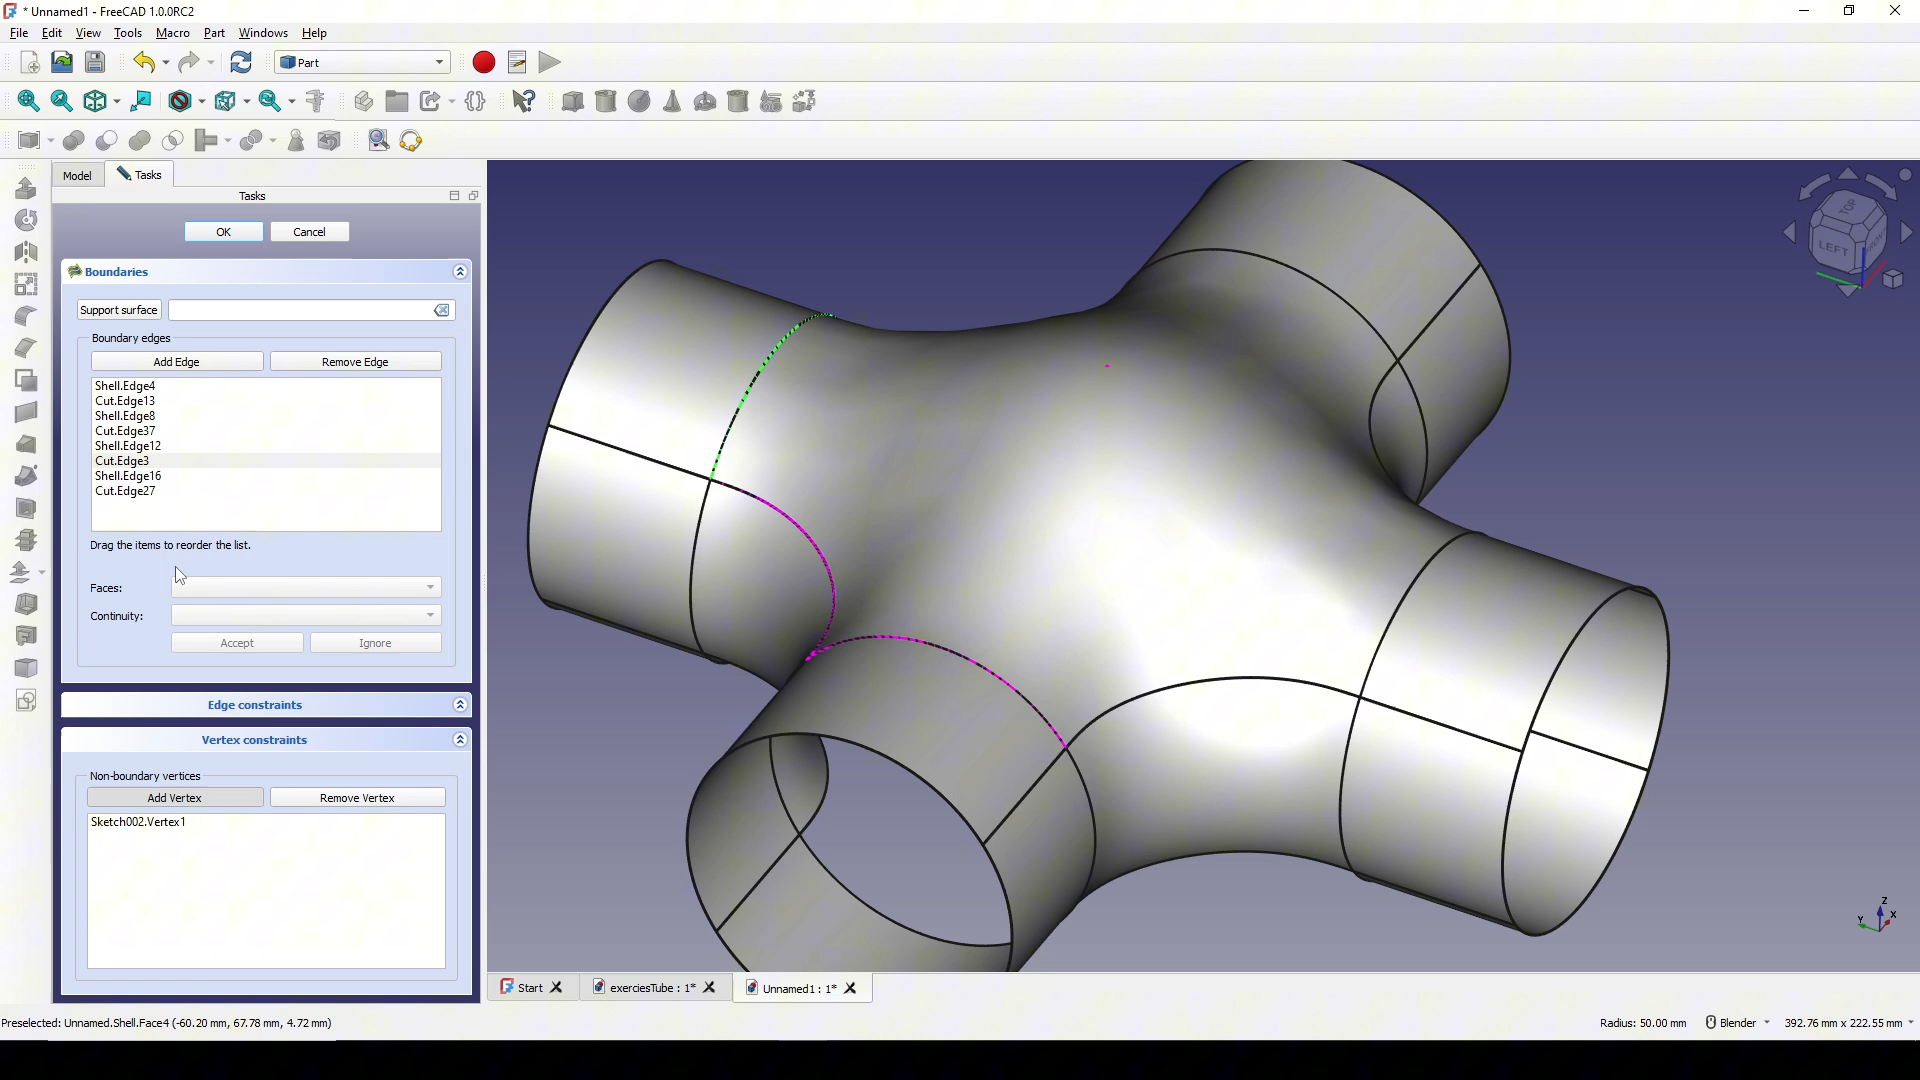 * Unnamed1 - FreeCAD 1.0.0RC2
File Edit View Tools Macro Part Windows Help
Part
Model Tasks
Tasks
OK Cancel
Boundaries
Support surface
Boundary edges
Add Edge Remove Edge
Shell.Edge4
Cut.Edge13
Shell.Edge8
Cut.Edge37
Shell.Edge12
Cut.Edge3
Shell.Edge16
Cut.Edge27
Drag the items to reorder the list.
Faces:
Continuity:
Accept Ignore
Edge constraints
Vertex constraints
Non-boundary vertices
Add Vertex Remove Vertex
Sketch002.Vertex1
TOP
LEFT FRONT
Z
Y X
Start exerciesTube : 1* Unnamed1 : 1*
Preselected: Unnamed.Shell.Face4 (-60.20 mm, 67.78 mm, 4.72 mm)
Radius: 50.00 mm Blender 392.76 mm x 222.55 mm